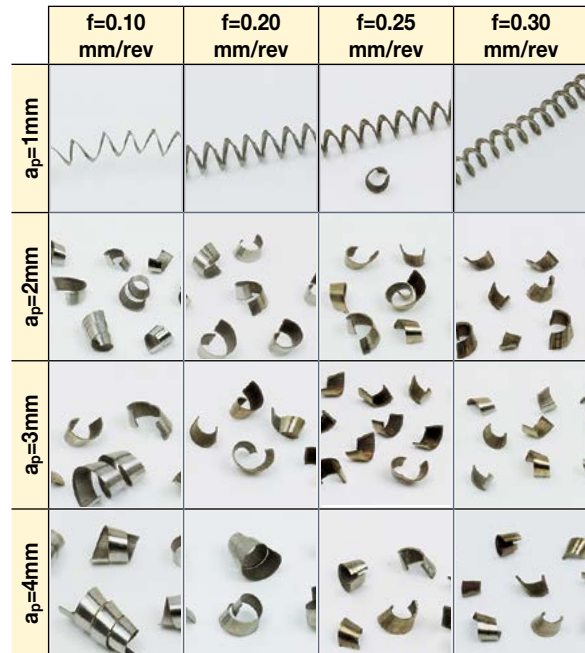 f=0.10
mm/rev
f=0.20
mm/rev
f=0.25
mm/rev
f=0.30
mm/rev
ap=1mm
ap=2mm
ap=3mm
ap=4mm